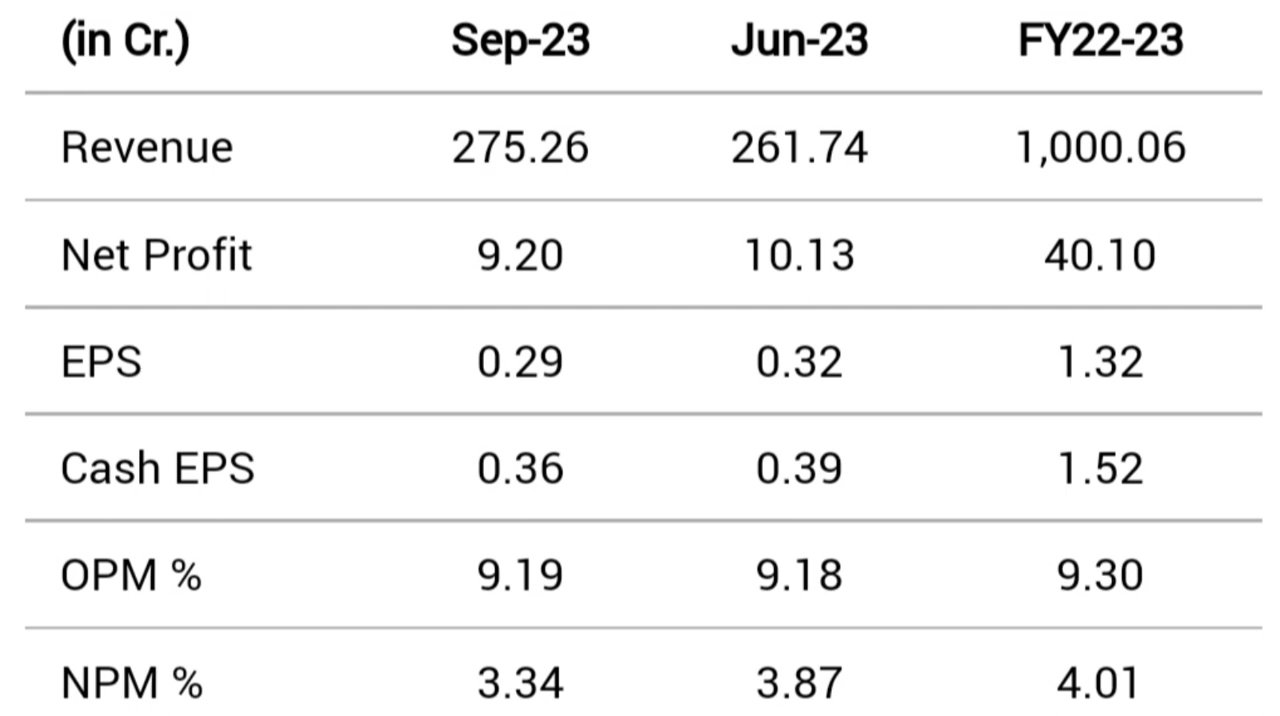 (in Cr.) Sep-23 Jun-23 FY22-23
Revenue 275.26 261.74 1,000.06
Net Profit 9.20 10.13 40.10
EPS 0.29 0.32 1.32
Cash EPS 0.36 0.39 1.52
OPM % 9.19 9.18 9.30
NPM % 3.34 3.87 4.01